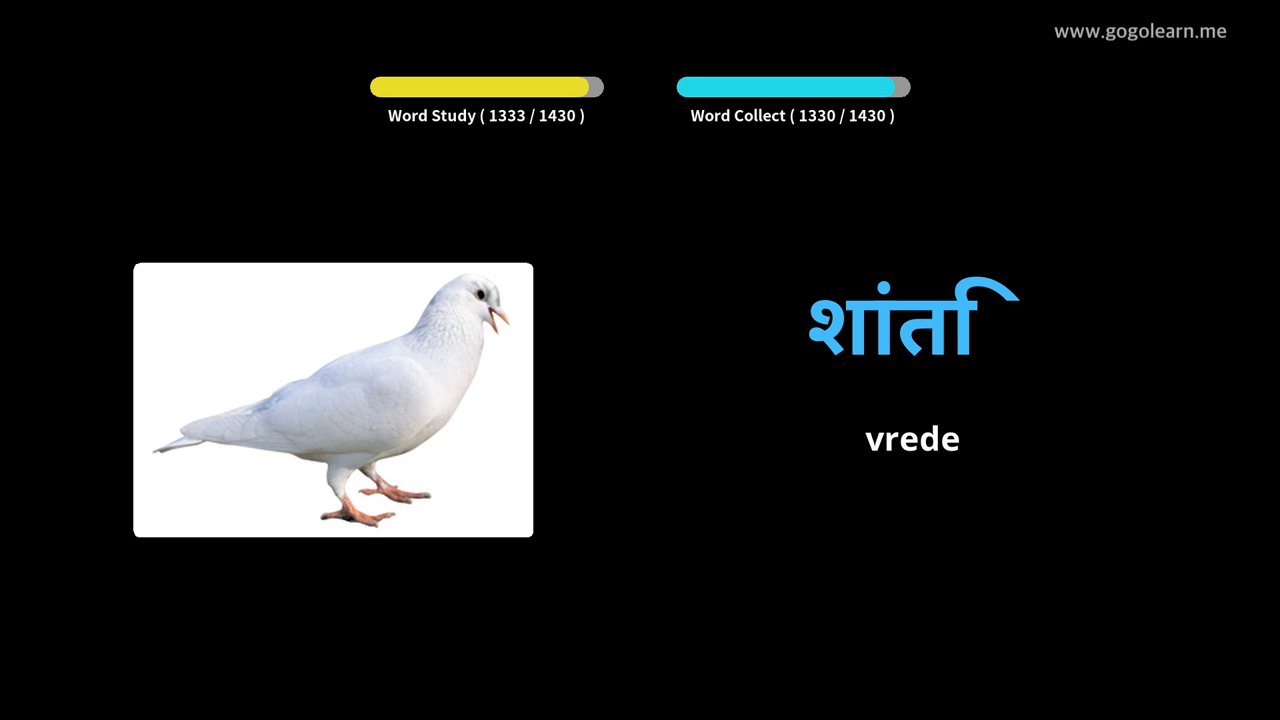 www.gogolearn.me
Word Study ( 1333 / 1430 )
Word Collect ( 1330 / 1430 )
शांति
vrede